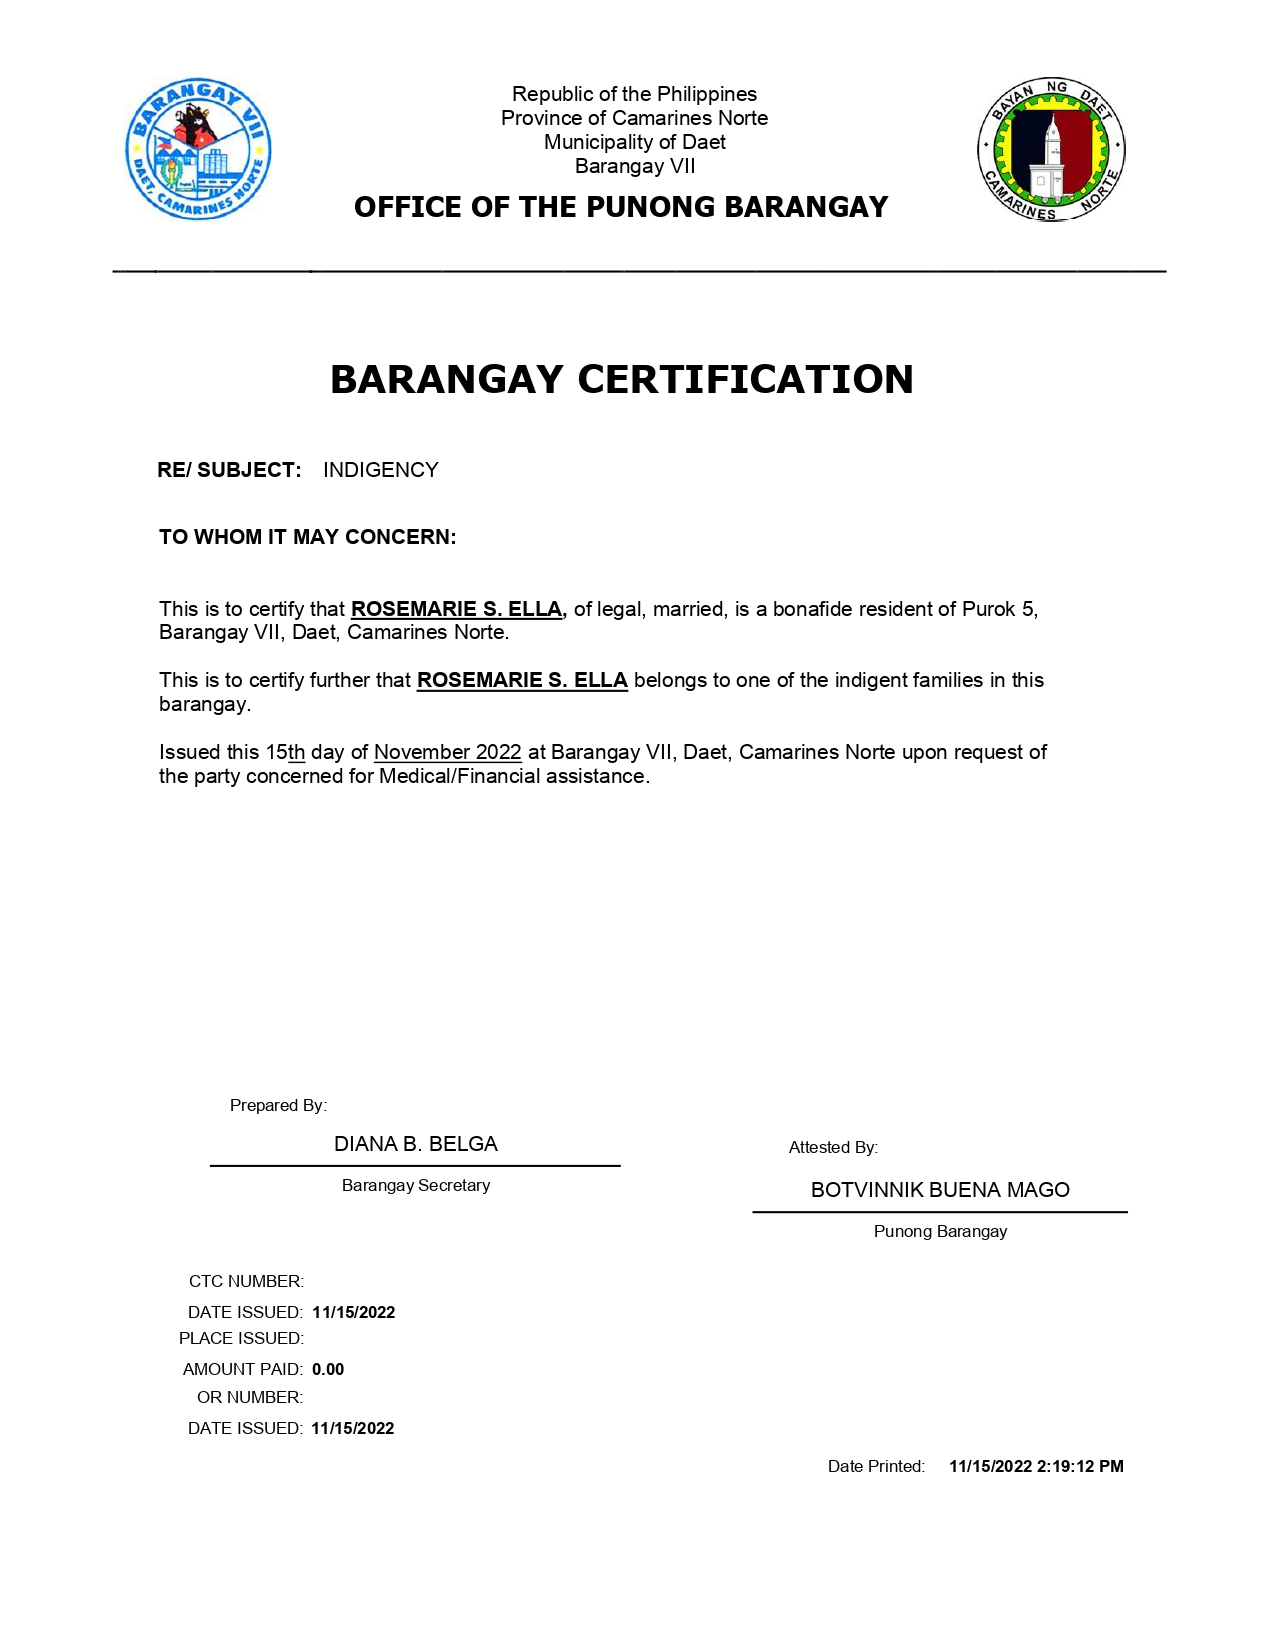 BARANGAY VII
DAET, CAMARINES NORTE
Republic of the Philippines
Province of Camarines Norte
Municipality of Daet
Barangay VII
OFFICE OF THE PUNONG BARANGAY
BAYAN NG DAET
CAMARINES NORTE
BARANGAY CERTIFICATION
RE/ SUBJECT: INDIGENCY
TO WHOM IT MAY CONCERN:
This is to certify that ROSEMARIE S. ELLA, of legal, married, is a bonafide resident of Purok 5,
Barangay VII, Daet, Camarines Norte.
This is to certify further that ROSEMARIE S. ELLA belongs to one of the indigent families in this
barangay.
Issued this 15th day of November 2022 at Barangay VII, Daet, Camarines Norte upon request of
the party concerned for Medical/Financial assistance.
Prepared By:
DIANA B. BELGA
Barangay Secretary
Attested By:
BOTVINNIK BUENA MAGO
Punong Barangay
CTC NUMBER:
DATE ISSUED: 11/15/2022
PLACE ISSUED:
AMOUNT PAID: 0.00
OR NUMBER:
DATE ISSUED: 11/15/2022
Date Printed: 11/15/2022 2:19:12 PM